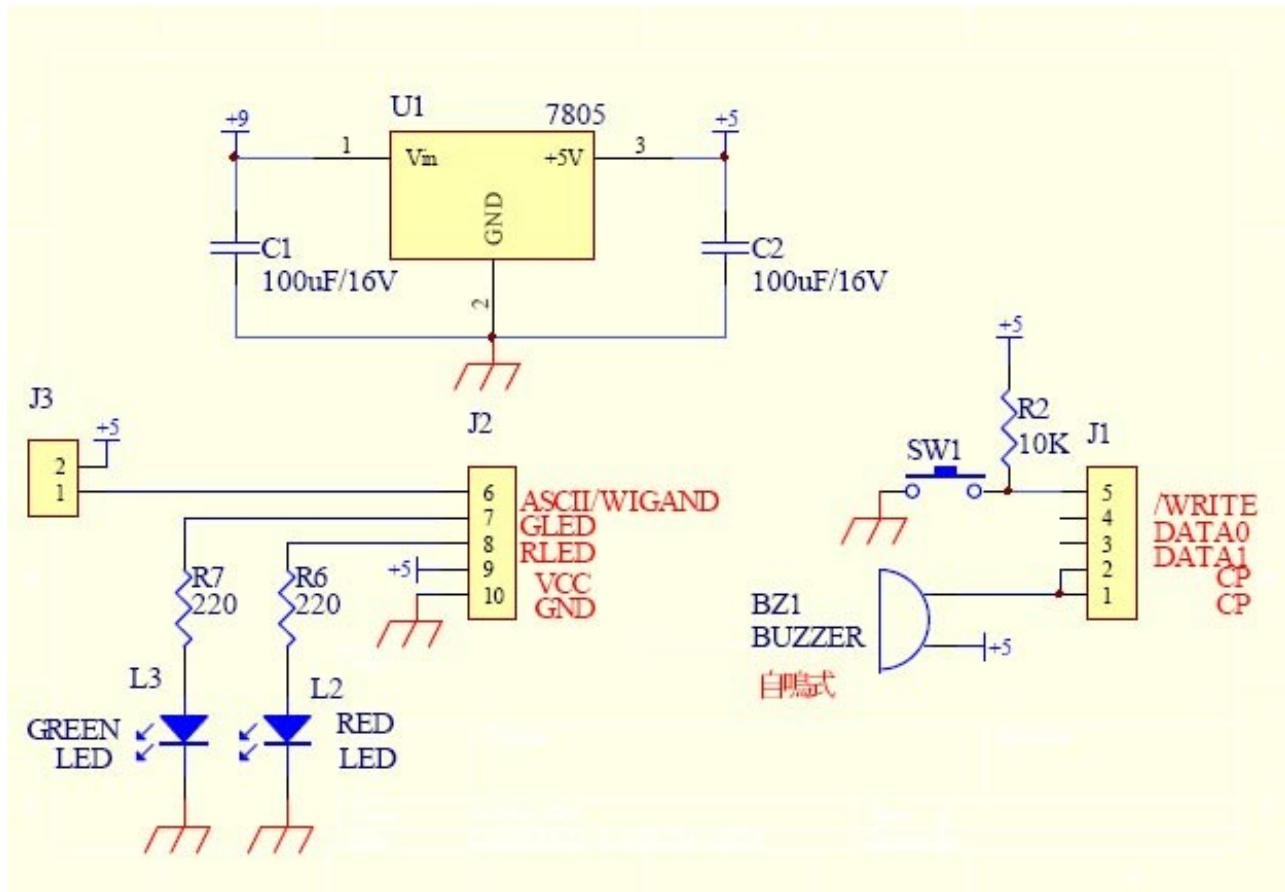 U1
7805
+9
+5
1
Vin
+5V
3
GND
2
C1
100uF/16V
C2
100uF/16V
J3
+5
2
1
J2
6
7
8
9
10
ASCII/WIGAND
GLED
RLED
VCC
GND
+5
R7
220
R6
220
L3
GREEN
LED
L2
RED
LED
+5
R2
10K
SW1
J1
5
4
3
2
1
/WRITE
DATA0
DATA1
CP
CP
BZ1
BUZZER
+5
自鳴式